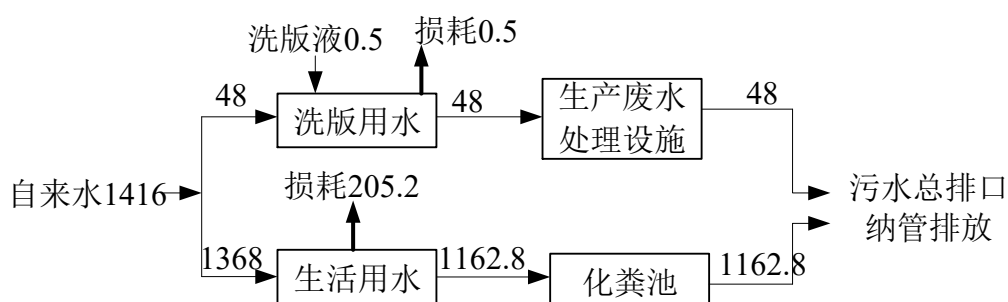 洗版液0.5
损耗0.5
48
洗版用水
48
生产废水
处理设施
48
自来水1416
损耗205.2
污水总排口
纳管排放
1368
生活用水
1162.8
化粪池
1162.8